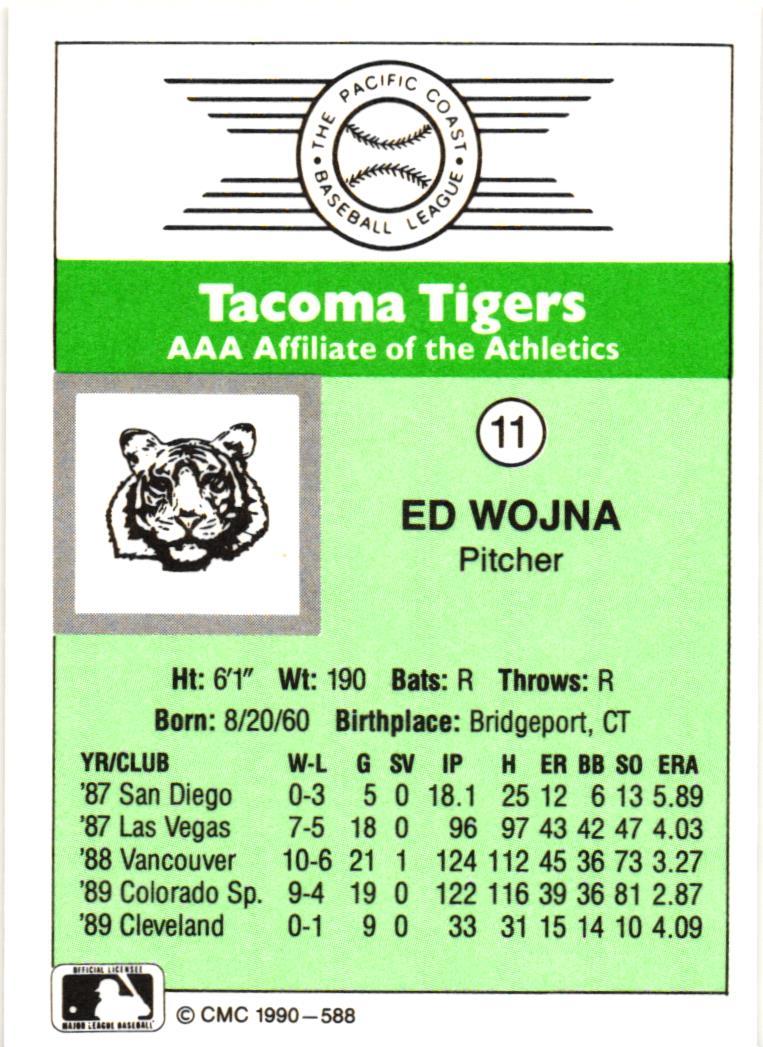 THE PACIFIC COAST
• BASEBALL LEAGUE •
Tacoma Tigers
AAA Affiliate of the Athletics
11
ED WOJNA
Pitcher
Ht: 6'1" Wt: 190 Bats: R Throws: R
Born: 8/20/60 Birthplace: Bridgeport, CT
YR/CLUB W-L G SV IP H ER BB SO ERA
'87 San Diego 0-3 5 0 18.1 25 12 6 13 5.89
'87 Las Vegas 7-5 18 0 96 97 43 42 47 4.03
'88 Vancouver 10-6 21 1 124 112 45 36 73 3.27
'89 Colorado Sp. 9-4 19 0 122 116 39 36 81 2.87
'89 Cleveland 0-1 9 0 33 31 15 14 10 4.09
OFFICIAL LICENSEE
MAJOR LEAGUE BASEBALL
© CMC 1990–588